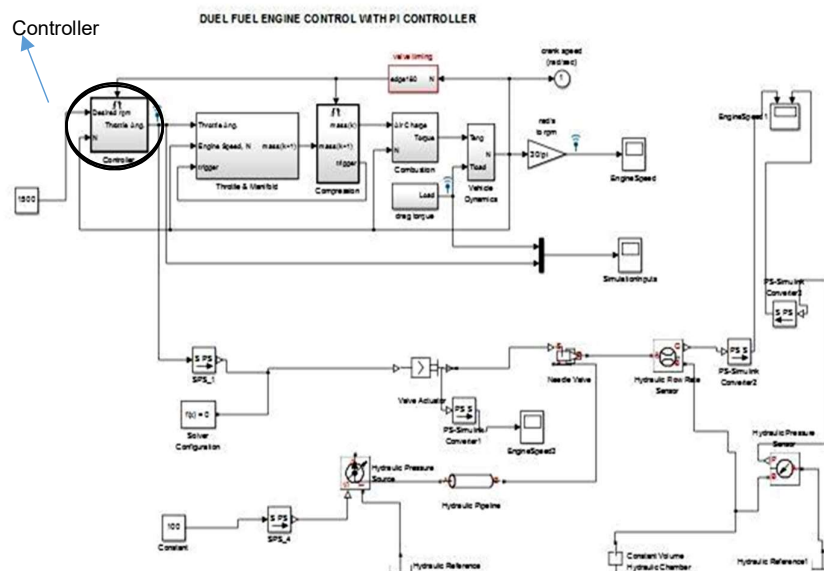 DUEL FUEL ENGINE CONTROL WITH PI CONTROLLER
Controller
valve timing
edge180 N
crank speed
(rad/sec)
1
EngineSpeed1
Desired rpm
Throttle Ang.
N
Controller
Throttle Ang.
Engine Speed, N
trigger
mass(k+1)
Throttle & Manifold
mass(k)
mass(k+1)
trigger
Compression
Air Charge
Torque
N
Combustion
Teng
N
Tload
Vehicle
Dynamics
rad/s
to rpm
30/pi
EngineSpeed
Load
drag torque
1500
SimulationInputs
PS-Simulink
Converter3
S PS
S PS
SPS_1
f(x) = 0
Solver
Configuration
Valve Actuator
PS S
PS-Simulink
Converter1
EngineSpeed2
Needle Valve
Hydraulic Flow Rate
Sensor
PS S
PS-Simulink
Converter2
Hydraulic Pressure
Source
Hydraulic Pipeline
Hydraulic Pressure
Sensor
100
Constant
S PS
SPS_4
Hydraulic Reference
Constant Volume
Hydraulic Chamber
Hydraulic Reference1